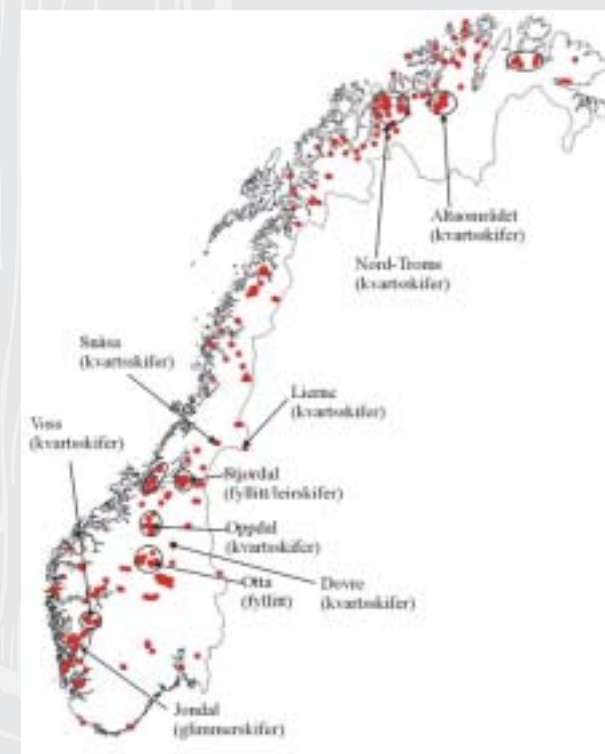 Altaområdet
(kvartsskifer)
Nord-Troms
(kvartsskifer)
Snåsa
(kvartsskifer)
Lierne
(kvartsskifer)
Voss
(kvartsskifer)
Stjørdal
(fyllitt/leirskifer)
Oppdal
(kvartsskifer)
Otta
(fyllitt)
Dovre
(kvartsskifer)
Jondal
(glimmerskifer)